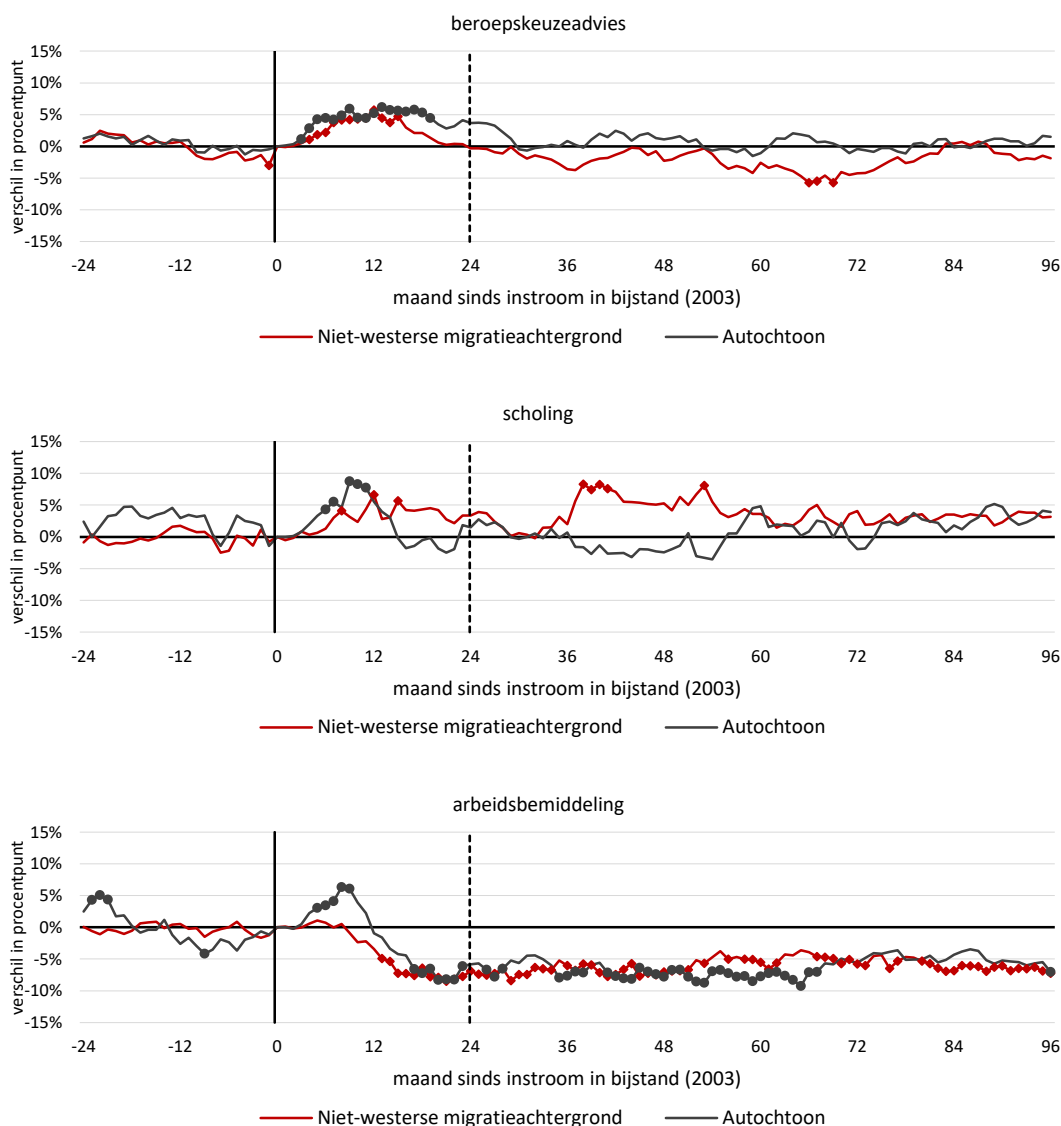 beroepskeuzeadvies
verschil in procentpunt
15%
10%
5%
0%
-5%
-10%
-15%
-24 -12 0 12 24 36 48 60 72 84 96
maand sinds instroom in bijstand (2003)
Niet-westerse migratieachtergrond Autochtoon
scholing
verschil in procentpunt
15%
10%
5%
0%
-5%
-10%
-15%
-24 -12 0 12 24 36 48 60 72 84 96
maand sinds instroom in bijstand (2003)
Niet-westerse migratieachtergrond Autochtoon
arbeidsbemiddeling
verschil in procentpunt
15%
10%
5%
0%
-5%
-10%
-15%
-24 -12 0 12 24 36 48 60 72 84 96
maand sinds instroom in bijstand (2003)
Niet-westerse migratieachtergrond Autochtoon